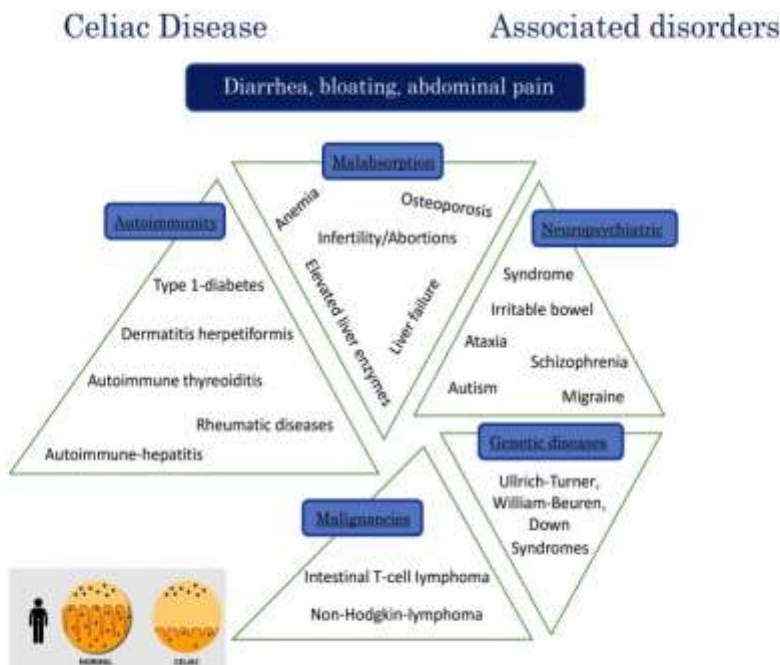 Celiac Disease
Associated disorders
Diarrhea, bloating, abdominal pain
Malabsorption
Anemia
Osteoporosis
Infertility/Abortions
Elevated liver enzymes
Liver failure
Autoimmunity
Type 1-diabetes
Dermatitis herpetiformis
Autoimmune thyreoiditis
Rheumatic diseases
Autoimmune-hepatitis
Neuropsychiatric
Syndrome
Irritable bowel
Ataxia
Schizophrenia
Autism
Migraine
Genetic diseases
Ullrich-Turner,
William-Beuren,
Down
Syndromes
Malignancies
Intestinal T-cell lymphoma
Non-Hodgkin-lymphoma
NORMAL
CELIAC